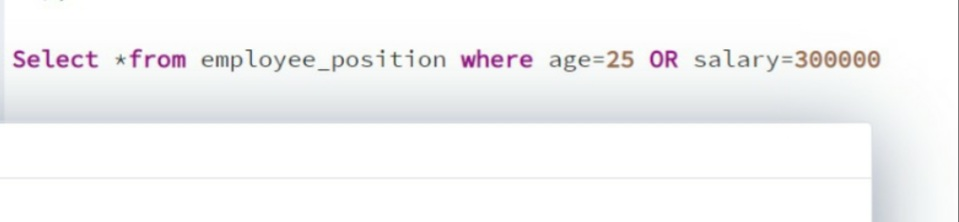 Select *from employee_position where age=25 OR salary=300000